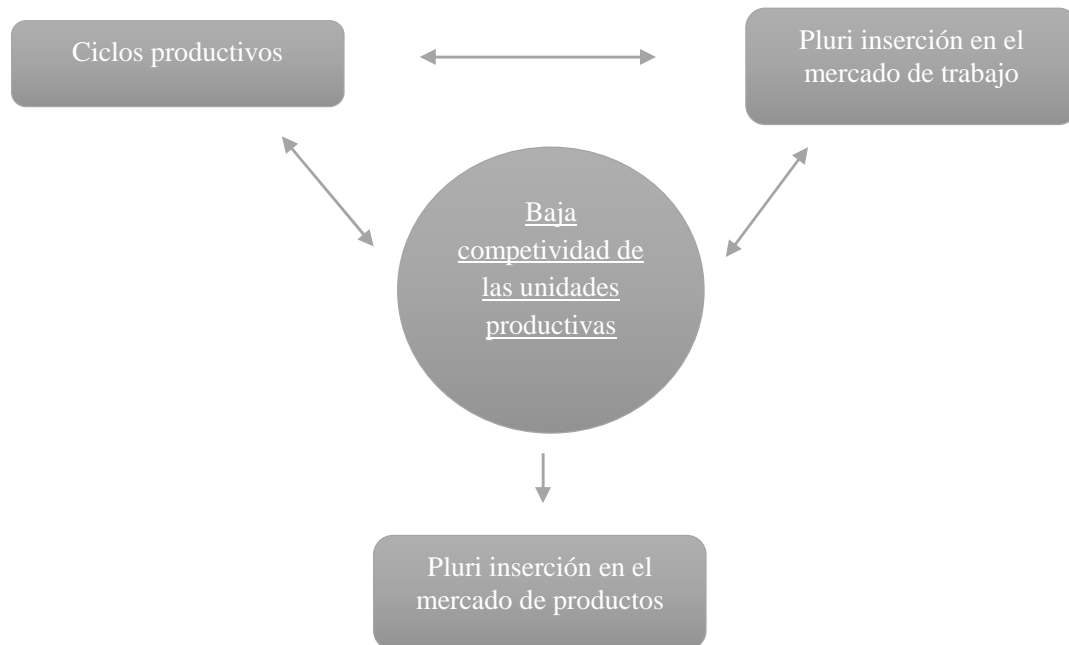 Ciclos productivos
Pluri inserción en el
mercado de trabajo
Baja
competividad de
las unidades
productivas
Pluri inserción en el
mercado de productos